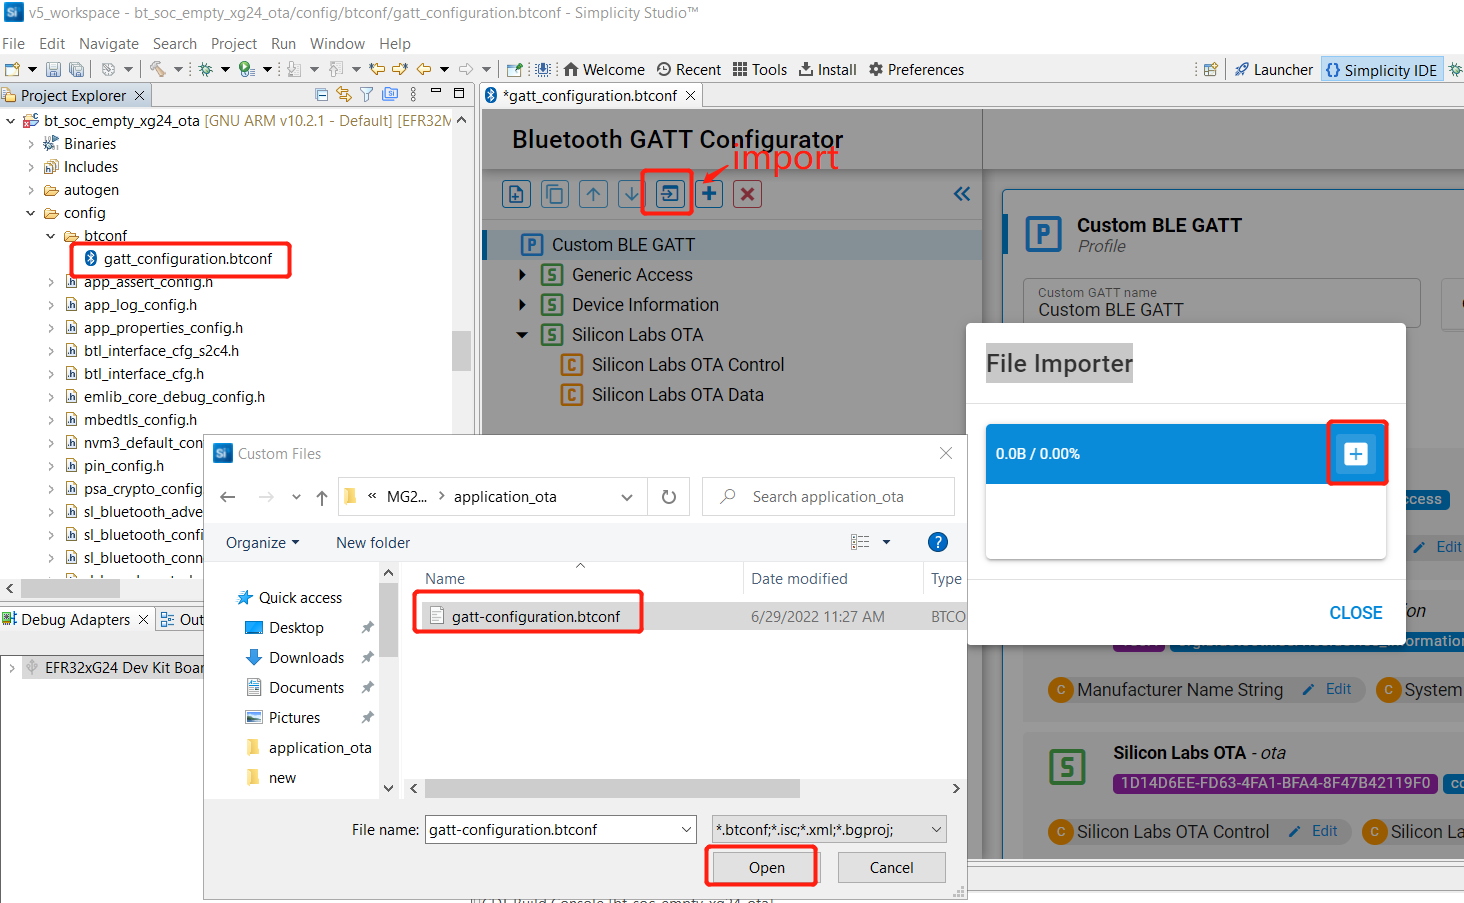 v5_workspace - bt_soc_empty_xg24_ota/config/btconf/gatt_configuration.btconf - Simplicity Studio™
File Edit Navigate Search Project Run Window Help
Welcome Recent Tools Install Preferences Launcher {} Simplicity IDE
Project Explorer
*gatt_configuration.btconf
bt_soc_empty_xg24_ota [GNU ARM v10.2.1 - Default] [EFR32M
Binaries
Includes
autogen
config
btconf
gatt_configuration.btconf
app_assert_config.h
app_log_config.h
app_properties_config.h
btl_interface_cfg_s2c4.h
btl_interface_cfg.h
emlib_core_debug_config.h
mbedtls_config.h
nvm3_default_con
pin_config.h
psa_crypto_config
sl_bluetooth_adve
sl_bluetooth_confi
sl_bluetooth_conn
Debug Adapters
Out
EFR32xG24 Dev Kit Boar
Bluetooth GATT Configurator
import
P Custom BLE GATT
S Generic Access
S Device Information
S Silicon Labs OTA
C Silicon Labs OTA Control
C Silicon Labs OTA Data
P Custom BLE GATT
Profile
Custom GATT name
Custom BLE GATT
File Importer
0.0B / 0.00%
CLOSE
ccess
Edit
ion
information
C Manufacturer Name String Edit C System
S Silicon Labs OTA - ota
1D14D6EE-FD63-4FA1-BFA4-8F47B42119F0 co
C Silicon Labs OTA Control Edit C Silicon La
Si Custom Files
« MG2... > application_ota
Search application_ota
Organize New folder
?
Name Date modified Type
gatt-configuration.btconf 6/29/2022 11:27 AM BTCO
Quick access
Desktop
Downloads
Documents
Pictures
application_ota
new
File name: gatt-configuration.btconf *.btconf;*.isc;*.xml;*.bgproj;
Open Cancel